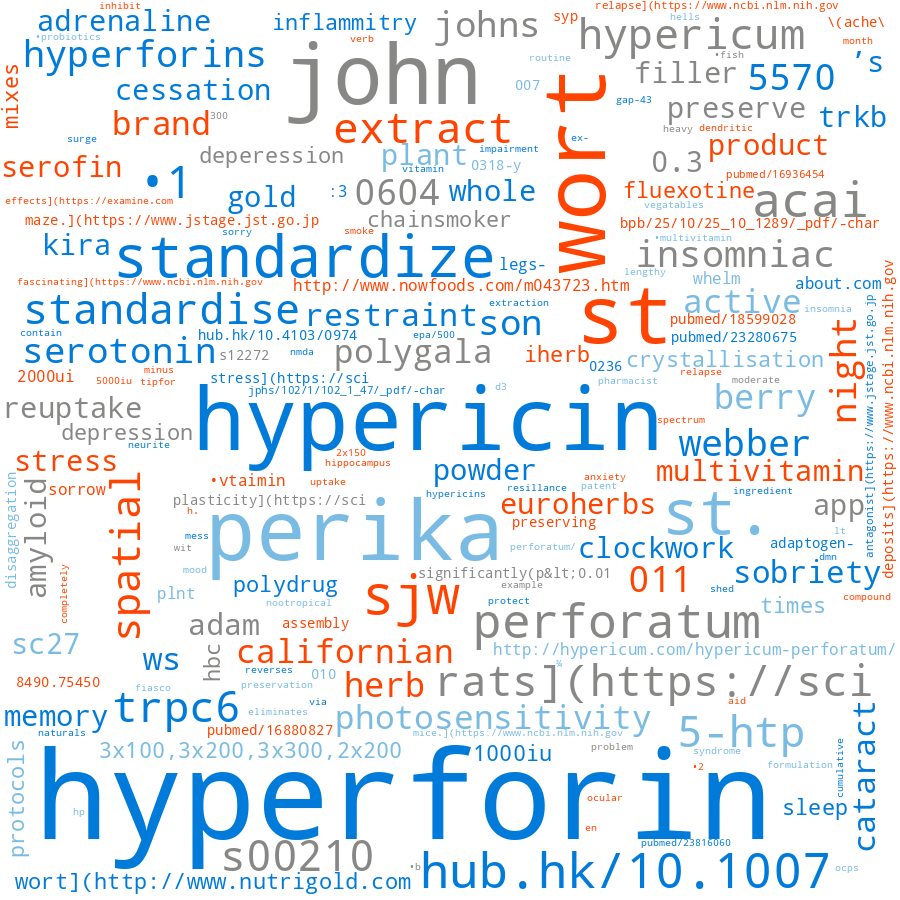 inhibit
relapse](https://www.ncbi.nlm.nih.gov
adrenaline
inflammitry
johns
syp
hells
\(ache\
•probiotics
verb
hypericum
month
hyperforins
john
routine
•fish
’s
mixes
cessation
007
filler
5570
wort
gap-43
preserve
trkb
brand
300
extract
heavy
dendritic
surge
ex-
product
deperession
plant
impairment
0318-y
0.3
serofin
•1
vitamin
pubmed/16936454
gold
:3
0604
whole
fluexotine
acai
effects](https://examine.com
vegatables
maze.](https://www.jstage.jst.go.jp
chainsmoker
bpb/25/10/25_10_1289/_pdf/-char
sorry
smoke
kira
standardize
•multivitamin
insomniac
legs-
lengthy
fascinating](https://www.ncbi.nlm.nih.gov
http://www.nowfoods.com/m043723.htm
whelm
about.com
standardise
restraint
son
extraction
st
active
insomnia
contain
hub.hk/10.4103/0974
epa/500
pubmed/18599028
night
serotonin
s12272
nmda
polygala
iherb
pubmed/23280675
0236
crystallisation
2000ui
5000iu
minus
tipfor
stress](https://sci
relapse
pharmacist
moderate
jphs/102/1/102_1_47/_pdf/-char
d3
berry
reuptake
hypericin
spectrum
depression
neurite
webber
2x150
hippocampus
stress
powder
multivitamin
•vtaimin
uptake
resillance
anxiety
patent
ingredient
sorrow
hypericins
euroherbs
app
disaggregation
amyloid
spatial
plasticity](https://sci
h.
preserving
st.
lt
antagonist](https://www.jstage.jst.go.jp
deposits](https://www.ncbi.nlm.nih.gov
mess
wit
perika
perforatum/
clockwork
adaptogen-
dmn
mood
significantly(p&lt;0.01
011
sobriety
completely
plnt
polydrug
nootropical
sjw
example
protect
shed
compound
times
adam
assembly
perforatum
sc27
ws
hbc
californian
http://hypericum.com/hypericum-perforatum/
¾
8490.75450
fiasco
reverses
010
preservation
herb
rats](https://sci
via
aid
memory
trpc6
eliminates
photosensitivity
naturals
pubmed/16880827
mice.](https://www.ncbi.nlm.nih.gov
5-htp
cataract
protocols
3x100,3x200,3x300,2x200
1000iu
problem
syndrome
•2
formulation
cumulative
hyperforin
ocular
sleep
hp
en
s00210
pubmed/23816060
•b
hub.hk/10.1007
ocps
wort](http://www.nutrigold.com